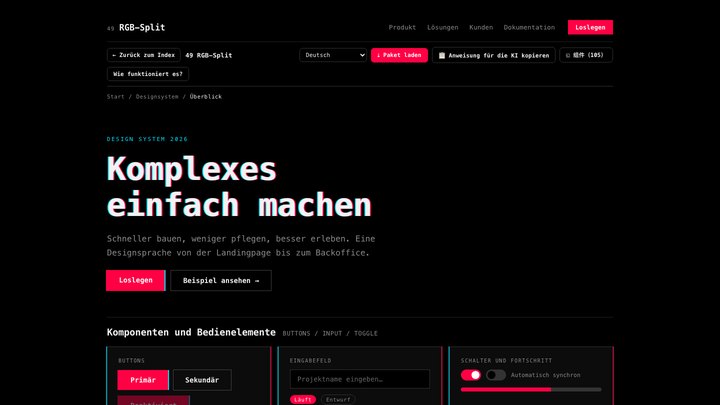 49 RGB-Split
Produkt Lösungen Kunden Dokumentation Loslegen
← Zurück zum Index 49 RGB-Split Deutsch ↓ Paket laden 📋 Anweisung für die KI kopieren 組件 (105)
Wie funktioniert es?
Start / Designsystem / Überblick
DESIGN SYSTEM 2026
Komplexes
einfach machen
Schneller bauen, weniger pflegen, besser erleben. Eine
Designsprache von der Landingpage bis zum Backoffice.
Loslegen Beispiel ansehen →
Komponenten und Bedienelemente BUTTONS / INPUT / TOGGLE
BUTTONS EINGABEFELD SCHALTER UND FORTSCHRITT
Primär Sekundär Projektname eingeben… Automatisch synchron
Läuft Entwurf
Deaktiviert